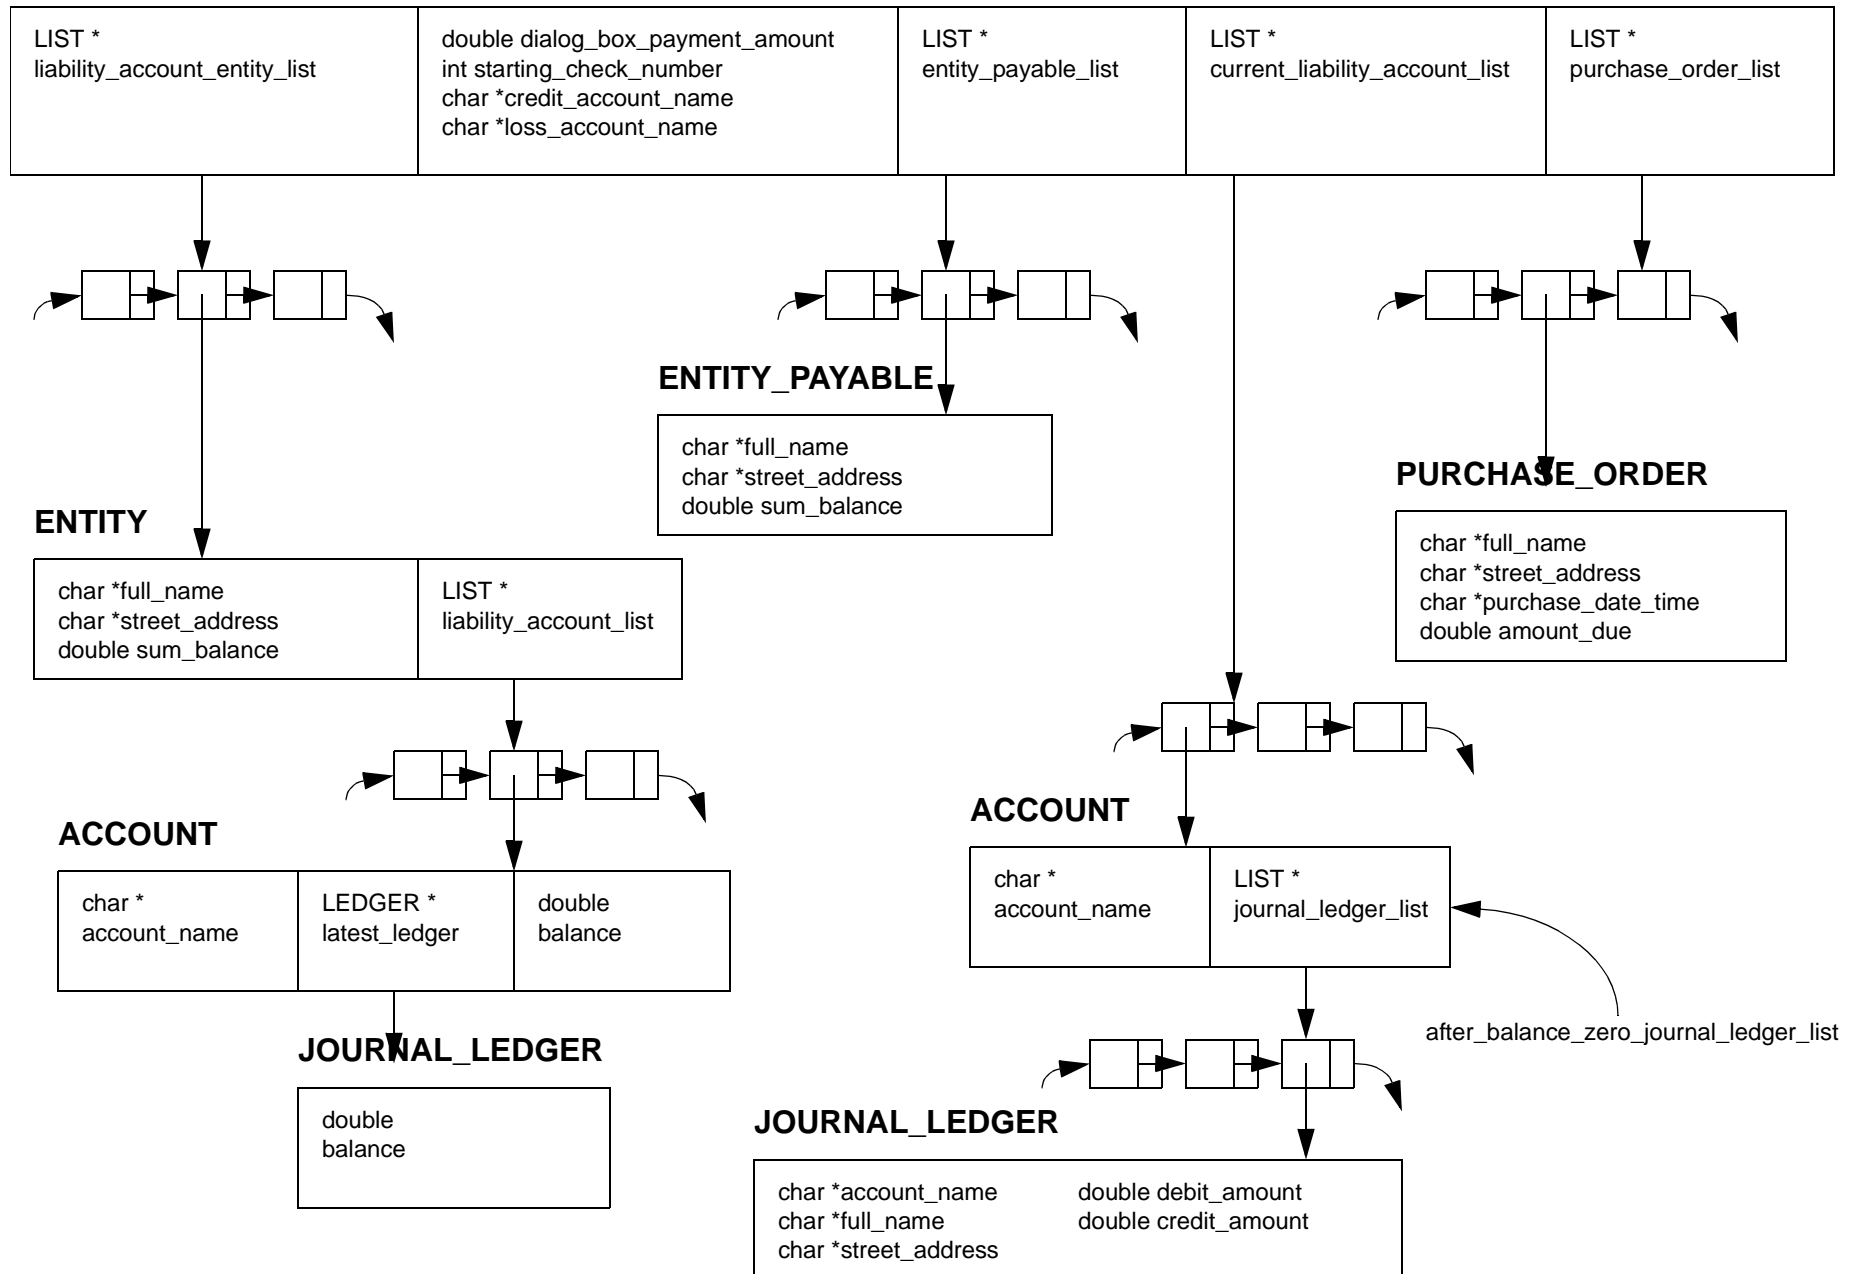 LIST *
liability_account_entity_list
double dialog_box_payment_amount
int starting_check_number
char *credit_account_name
char *loss_account_name
LIST *
entity_payable_list
LIST *
current_liability_account_list
LIST *
purchase_order_list
ENTITY_PAYABLE
char *full_name
char *street_address
double sum_balance
PURCHASE_ORDER
char *full_name
char *street_address
char *purchase_date_time
double amount_due
ENTITY
char *full_name
char *street_address
double sum_balance
LIST *
liability_account_list
ACCOUNT
char *
account_name
LEDGER *
latest_ledger
double
balance
JOURNAL_LEDGER
double
balance
ACCOUNT
char *
account_name
LIST *
journal_ledger_list
after_balance_zero_journal_ledger_list
JOURNAL_LEDGER
char *account_name
char *full_name
char *street_address
double debit_amount
double credit_amount